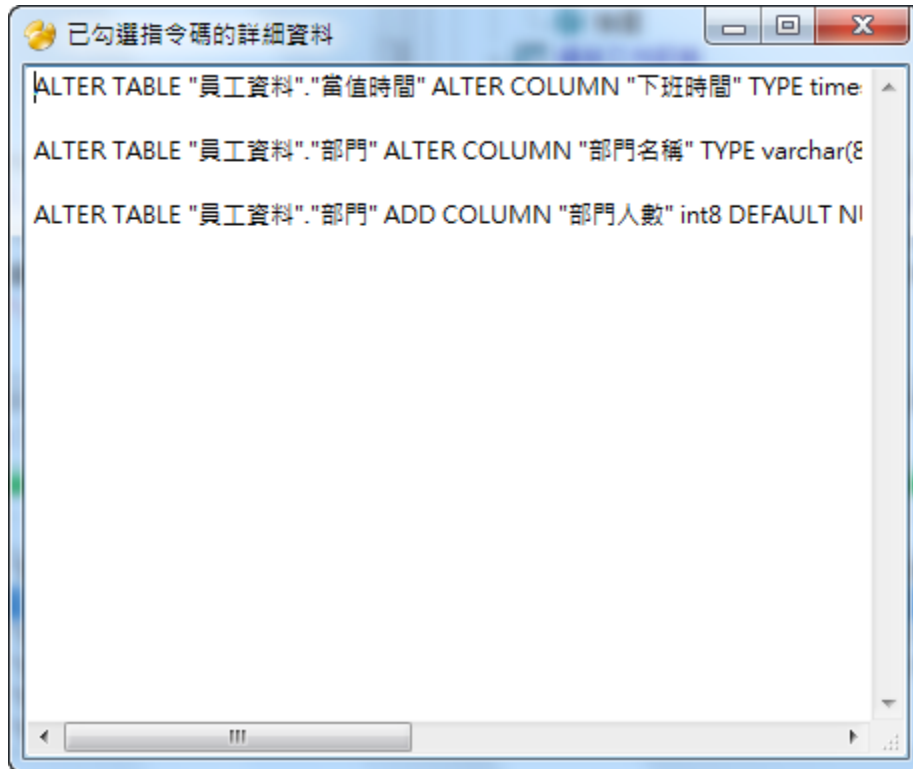 已勾選指令碼的詳細資料
ALTER TABLE "員工資料"."當值時間" ALTER COLUMN "下班時間" TYPE time
ALTER TABLE "員工資料"."部門" ALTER COLUMN "部門名稱" TYPE varchar(8
ALTER TABLE "員工資料"."部門" ADD COLUMN "部門人數" int8 DEFAULT N